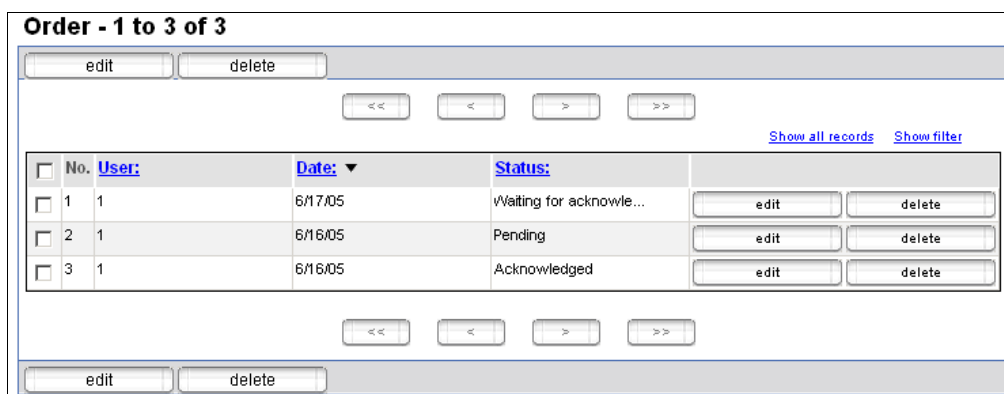 Order - 1 to 3 of 3
edit delete
<< < > >>
Show all records Show filter
No. User: Date: ▼ Status:
1 1 6/17/05 Waiting for acknowle... edit delete
2 1 6/16/05 Pending edit delete
3 1 6/16/05 Acknowledged edit delete
<< < > >>
edit delete